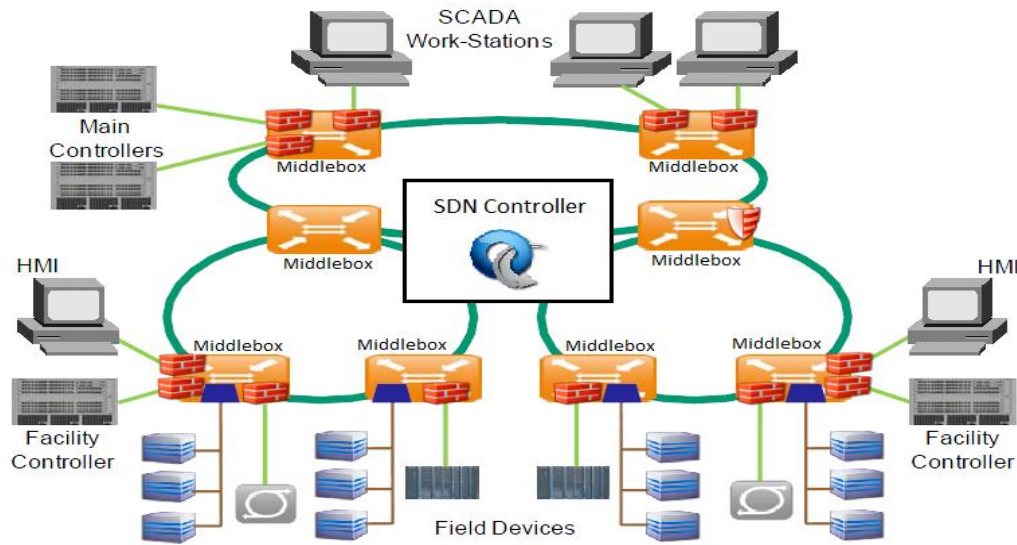 SCADA
Work-Stations
Main
Controllers
Middlebox
Middlebox
SDN Controller
Middlebox
Middlebox
HMI
HMI
Middlebox
Middlebox
Middlebox
Middlebox
Facility
Controller
Facility
Controller
Field Devices